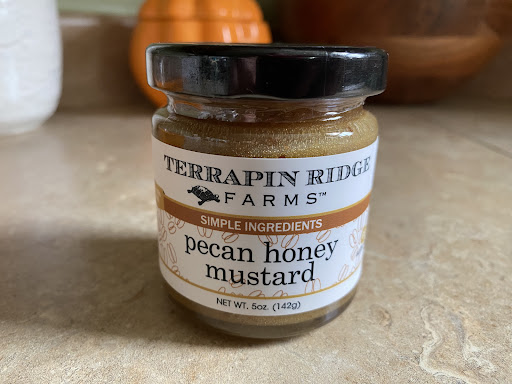 TERRAPIN RIDGE
FARMS™
SIMPLE INGREDIENTS
pecan honey
mustard
NET WT. 5oz. (142g)